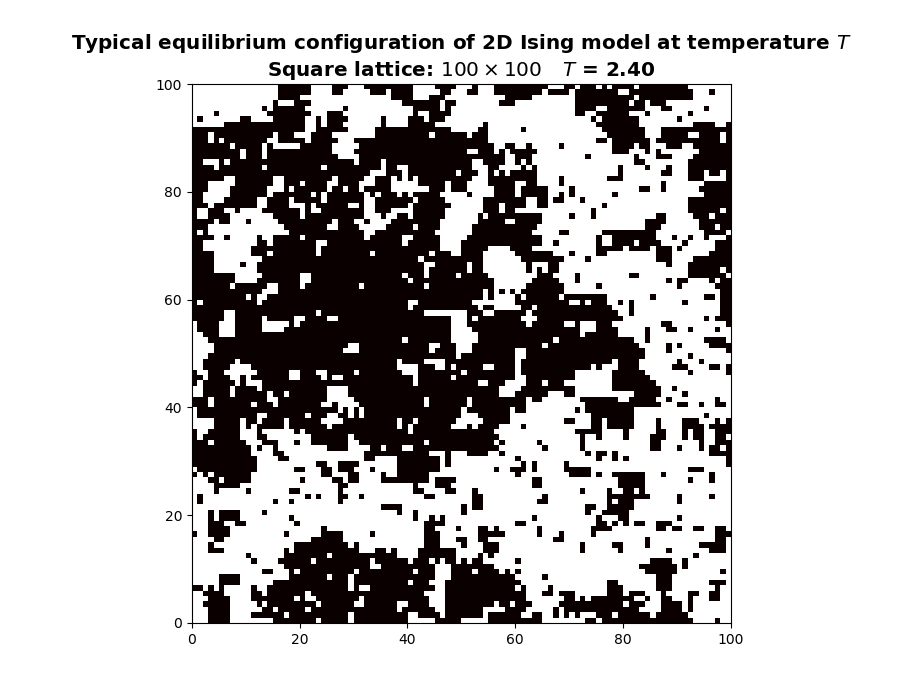 Typical equilibrium configuration of 2D Ising model at temperature T
Square lattice: 100 × 100 T = 2.40
100
80
60
40
20
0
0 20 40 60 80 100